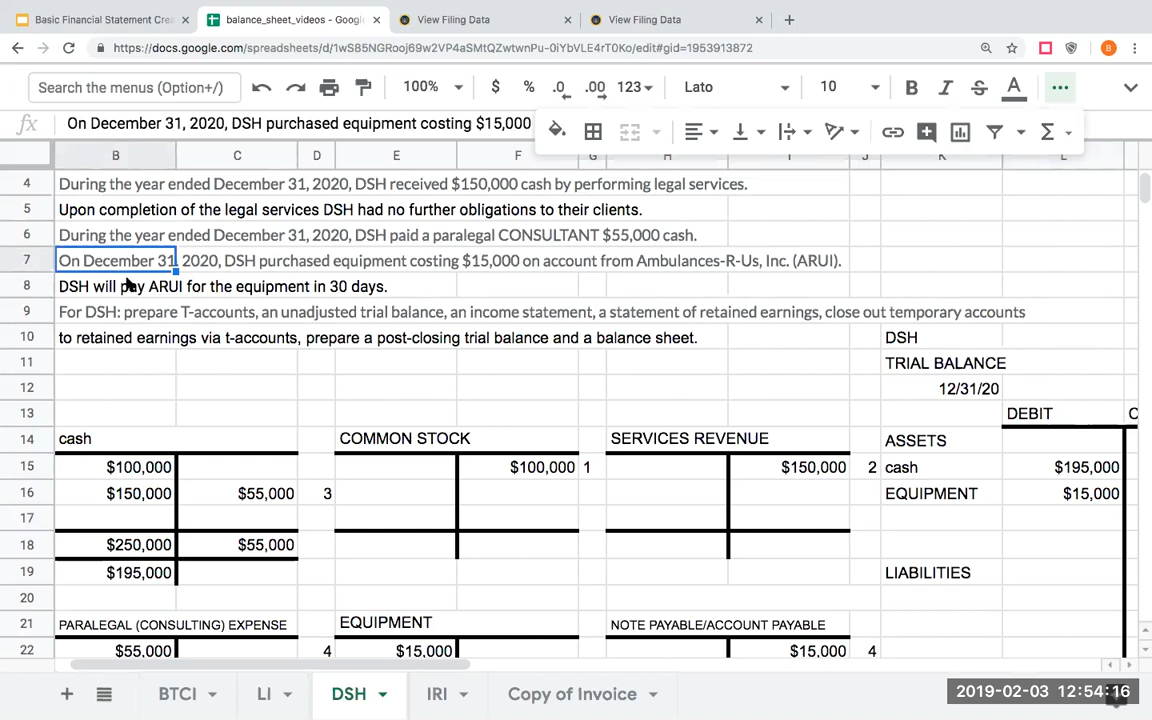 Basic Financial Statement Crea × balance_sheet_videos - Googl × View Filing Data × View Filing Data × +
https://docs.google.com/spreadsheets/d/1wS85NGRooj69w2VP4aSMtQZwtwnPu-0iYbVLE4rT0Ko/edit#gid=1953913872 B
Search the menus (Option+/) 100% $ % .0 .00 123 Lato 10 B I S A ...
fx On December 31, 2020, DSH purchased equipment costing $15,000
B C D E F G H I J K L
4 During the year ended December 31, 2020, DSH received $150,000 cash by performing legal services.
5 Upon completion of the legal services DSH had no further obligations to their clients.
6 During the year ended December 31, 2020, DSH paid a paralegal CONSULTANT $55,000 cash.
7 On December 31, 2020, DSH purchased equipment costing $15,000 on account from Ambulances-R-Us, Inc. (ARUI).
8 DSH will pay ARUI for the equipment in 30 days.
9 For DSH: prepare T-accounts, an unadjusted trial balance, an income statement, a statement of retained earnings, close out temporary accounts
10 to retained earnings via t-accounts, prepare a post-closing trial balance and a balance sheet. DSH
11 TRIAL BALANCE
12 12/31/20
13 DEBIT C
14 cash COMMON STOCK SERVICES REVENUE ASSETS
15 $100,000 $100,000 1 $150,000 2 cash $195,000
16 $150,000 $55,000 3 EQUIPMENT $15,000
17
18 $250,000 $55,000
19 $195,000 LIABILITIES
20
21 PARALEGAL (CONSULTING) EXPENSE EQUIPMENT NOTE PAYABLE/ACCOUNT PAYABLE
22 $55,000 4 $15,000 $15,000 4
+ BTCI LI DSH IRI Copy of Invoice
2019-02-03 12:54:16